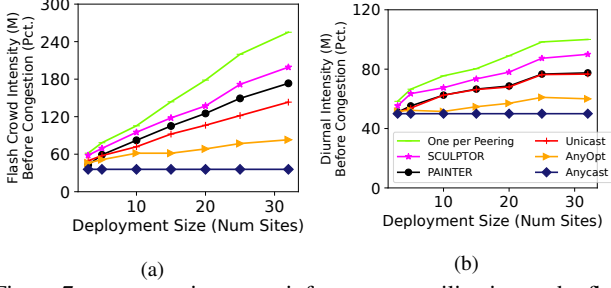 Flash Crowd Intensity (M)
Before Congestion (Pct.)
300
240
180
120
60
0
10
20
30
Deployment Size (Num Sites)
(a)
Diurnal Intensity (M)
Before Congestion (Pct.)
120
80
40
0
One per Peering
SCULPTOR
PAINTER
Unicast
AnyOpt
Anycast
10
20
30
Deployment Size (Num Sites)
(b)